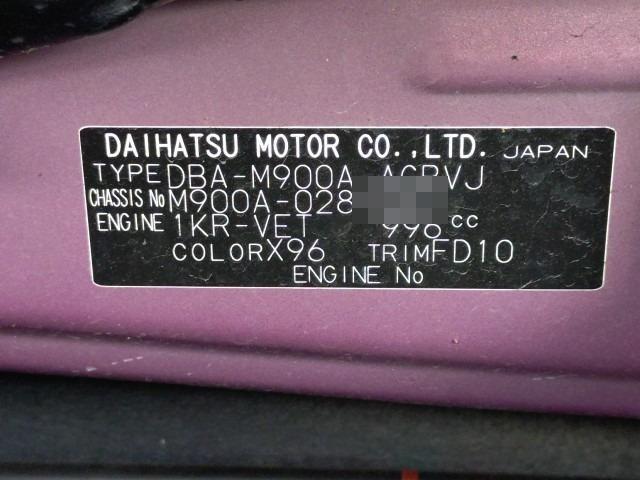 DAIHATSU MOTOR CO.,LTD. JAPAN
TYPE DBA-M900A
CHASSIS No M900A-028
ENGINE 1KR-VET 996 cc
COLOR X96 TRIM FD10
ENGINE No